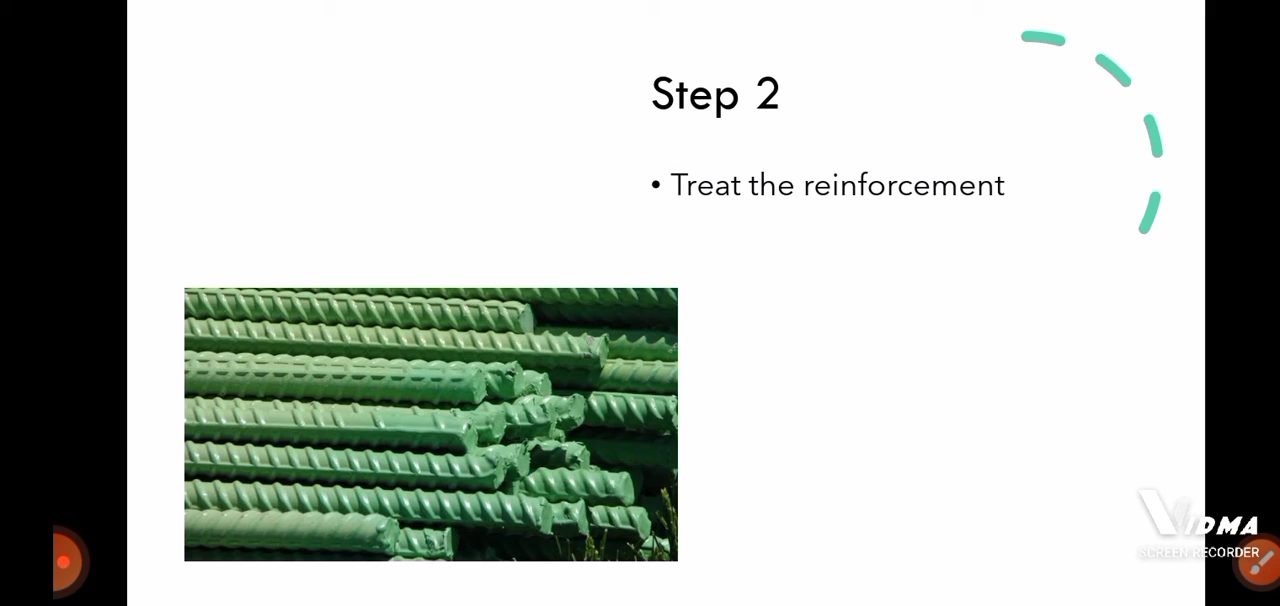 Step 2
• Treat the reinforcement
VIDMA
SCREEN RECORDER